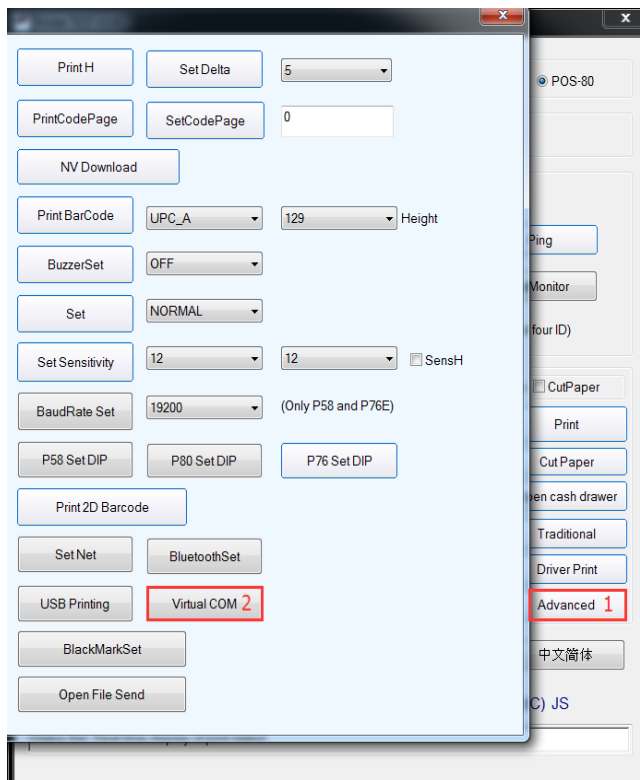 Print H
Set Delta
5
POS-80
PrintCodePage
SetCodePage
0
NV Download
Print BarCode
UPC_A
129
Height
Ping
BuzzerSet
OFF
Monitor
Set
NORMAL
four ID)
Set Sensitivity
12
12
SensH
CutPaper
BaudRate Set
19200
(Only P58 and P76E)
Print
P58 Set DIP
P80 Set DIP
P76 Set DIP
Cut Paper
en cash drawer
Print 2D Barcode
Traditional
Set Net
BluetoothSet
Driver Print
USB Printing
Virtual COM 2
Advanced 1
BlackMarkSet
中文简体
Open File Send
C) JS